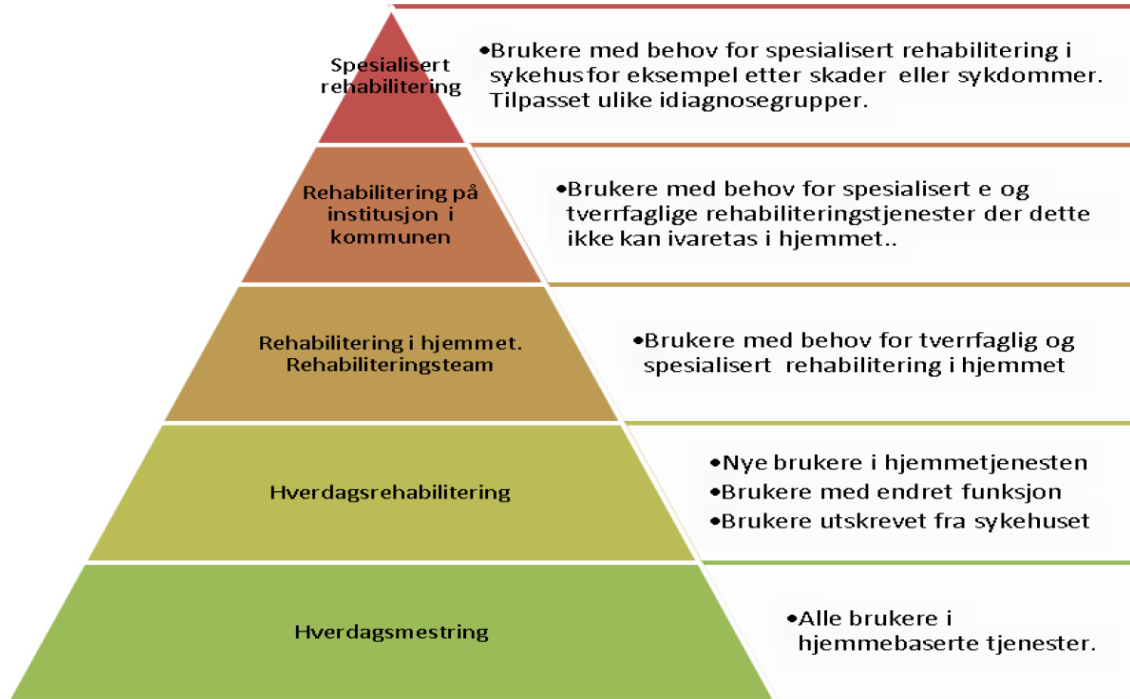 Spesialisert
rehabilitering
•Brukere med behov for spesialisert rehabilitering i
sykehus for eksempel etter skader eller sykdommer.
Tilpasset ulike idiagnosegrupper.
Rehabilitering på
institusjon i
kommunen
•Brukere med behov for spesialisert e og
tverrfaglige rehabiliteringstjenester der dette
ikke kan ivaretas i hjemmet..
Rehabilitering i hjemmet.
Rehabiliteringsteam
•Brukere med behov for tverrfaglig og
spesialisert rehabilitering i hjemmet
Hverdagsrehabilitering
•Nye brukere i hjemmetjenesten
•Brukere med endret funksjon
•Brukere utskrevet fra sykehuset
Hverdagsmestring
•Alle brukere i
hjemmebaserte tjenester.